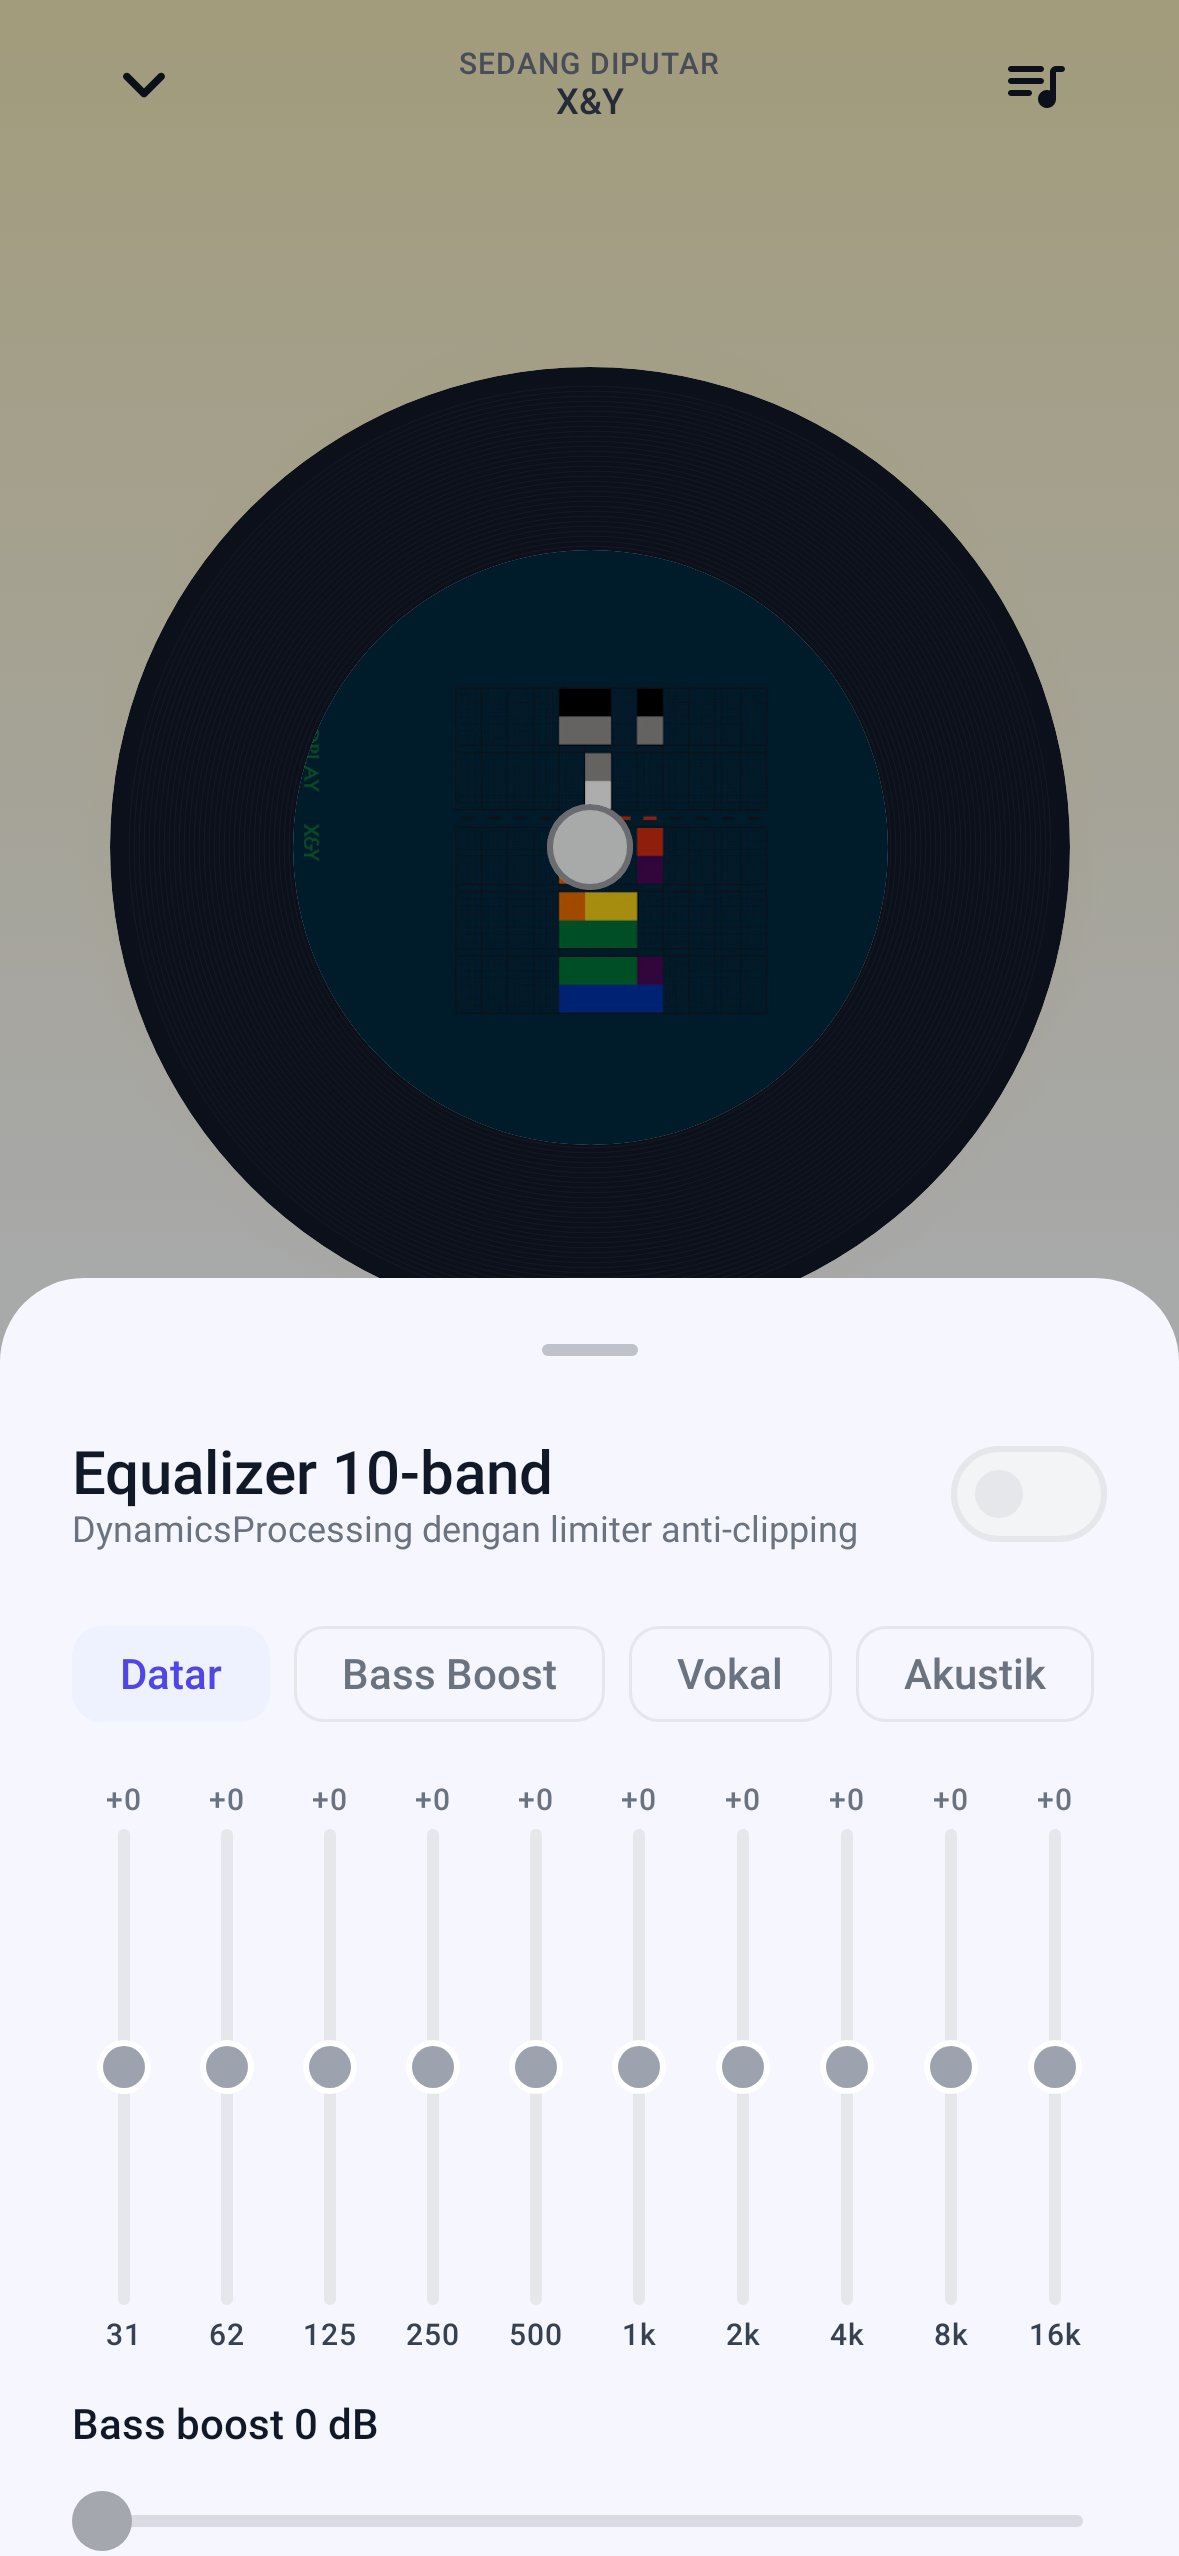 SEDANG DIPUTAR
X&Y
PLAY XGY
Equalizer 10-band
DynamicsProcessing dengan limiter anti-clipping
Datar Bass Boost Vokal Akustik
+0 +0 +0 +0 +0 +0 +0 +0 +0 +0
31 62 125 250 500 1k 2k 4k 8k 16k
Bass boost 0 dB